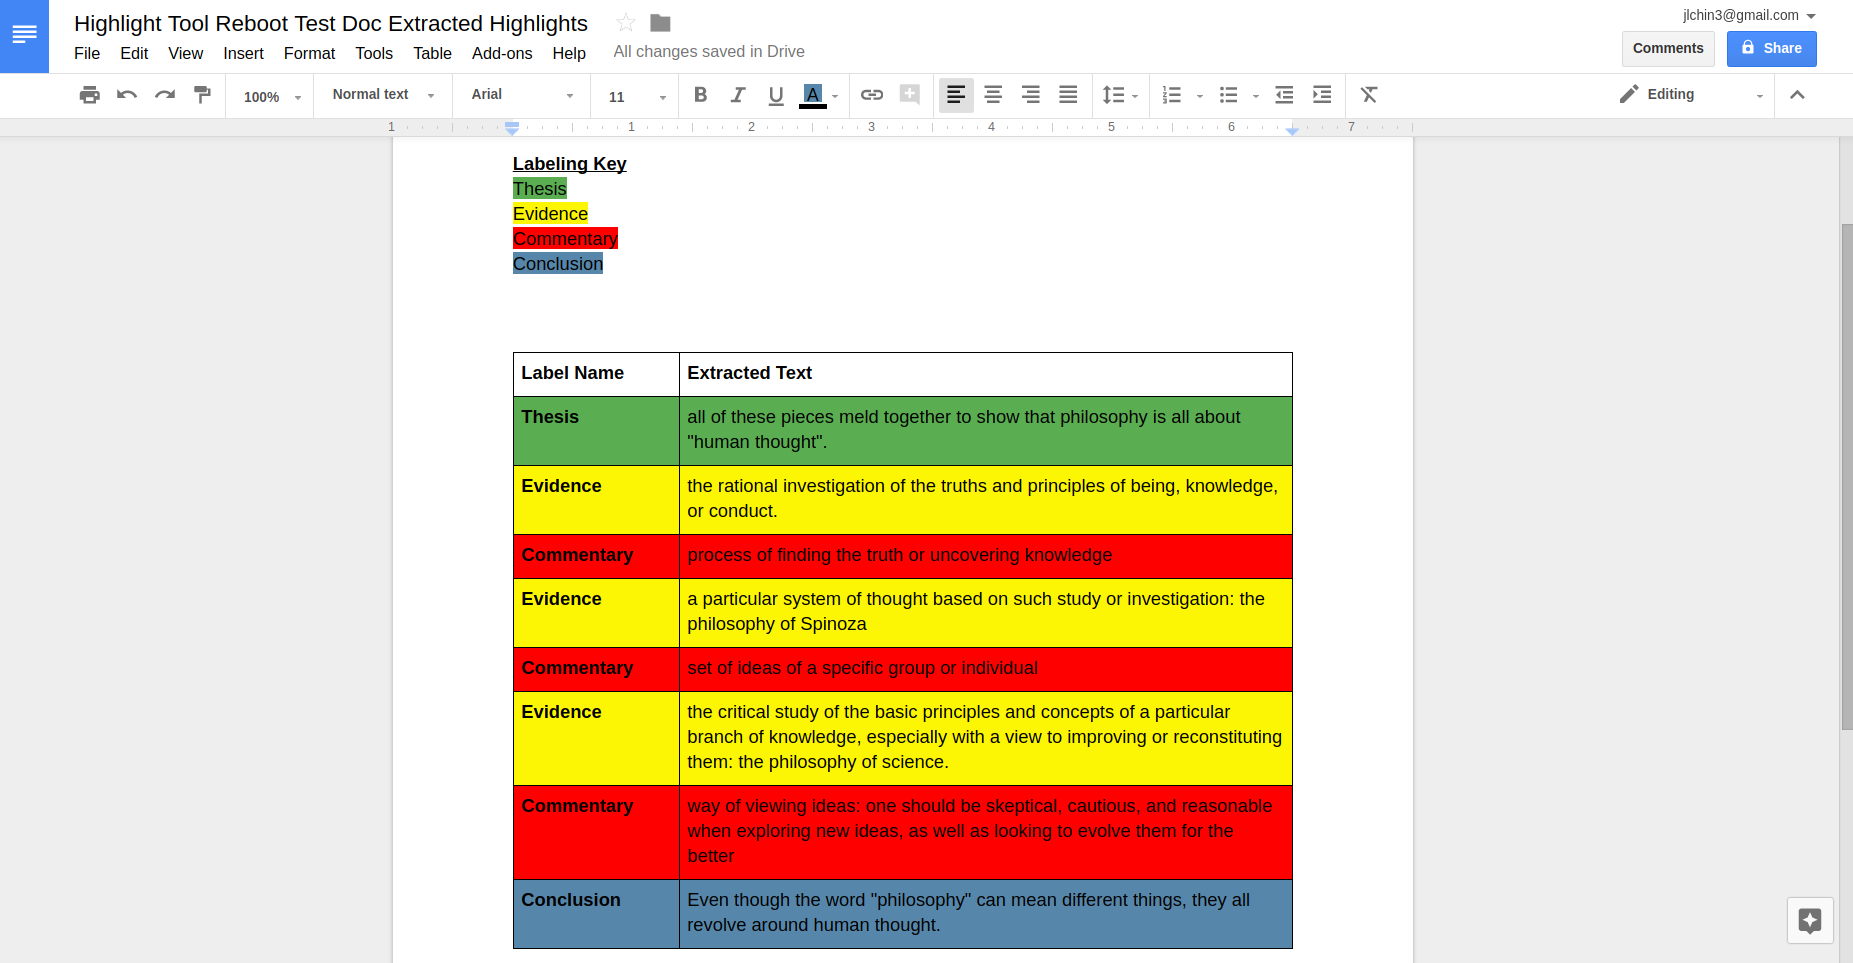 Highlight Tool Reboot Test Doc Extracted Highlights
jlchin3@gmail.com
File Edit View Insert Format Tools Table Add-ons Help All changes saved in Drive
Comments Share
100% Normal text Arial 11 B I U A Editing
1 1 2 3 4 5 6 7
Labeling Key
Thesis
Evidence
Commentary
Conclusion
Label Name Extracted Text
Thesis all of these pieces meld together to show that philosophy is all about
"human thought".
Evidence the rational investigation of the truths and principles of being, knowledge,
or conduct.
Commentary process of finding the truth or uncovering knowledge
Evidence a particular system of thought based on such study or investigation: the
philosophy of Spinoza
Commentary set of ideas of a specific group or individual
Evidence the critical study of the basic principles and concepts of a particular
branch of knowledge, especially with a view to improving or reconstituting
them: the philosophy of science.
Commentary way of viewing ideas: one should be skeptical, cautious, and reasonable
when exploring new ideas, as well as looking to evolve them for the
better
Conclusion Even though the word "philosophy" can mean different things, they all
revolve around human thought.